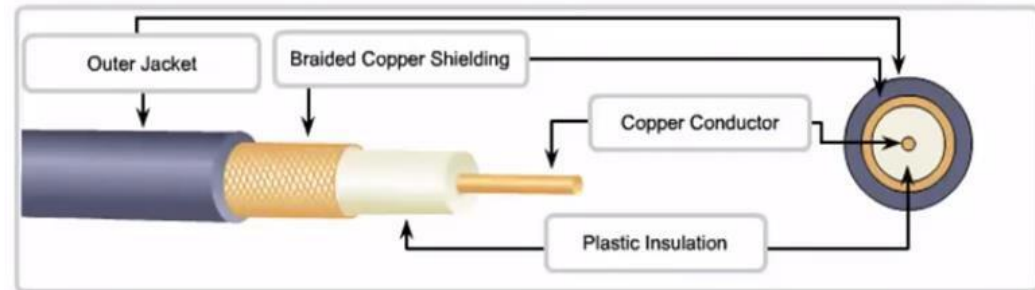 Outer Jacket
Braided Copper Shielding
Copper Conductor
Plastic Insulation